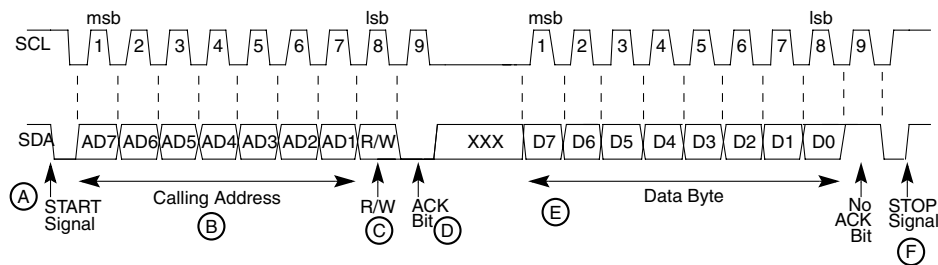 msb lsb msb lsb
SCL 1 2 3 4 5 6 7 8 9 1 2 3 4 5 6 7 8 9
SDA AD7 AD6 AD5 AD4 AD3 AD2 AD1 R/W XXX D7 D6 D5 D4 D3 D2 D1 D0
A START Signal
Calling Address
B
R/W
C
ACK Bit D
E
Data Byte
No ACK Bit
STOP Signal
F